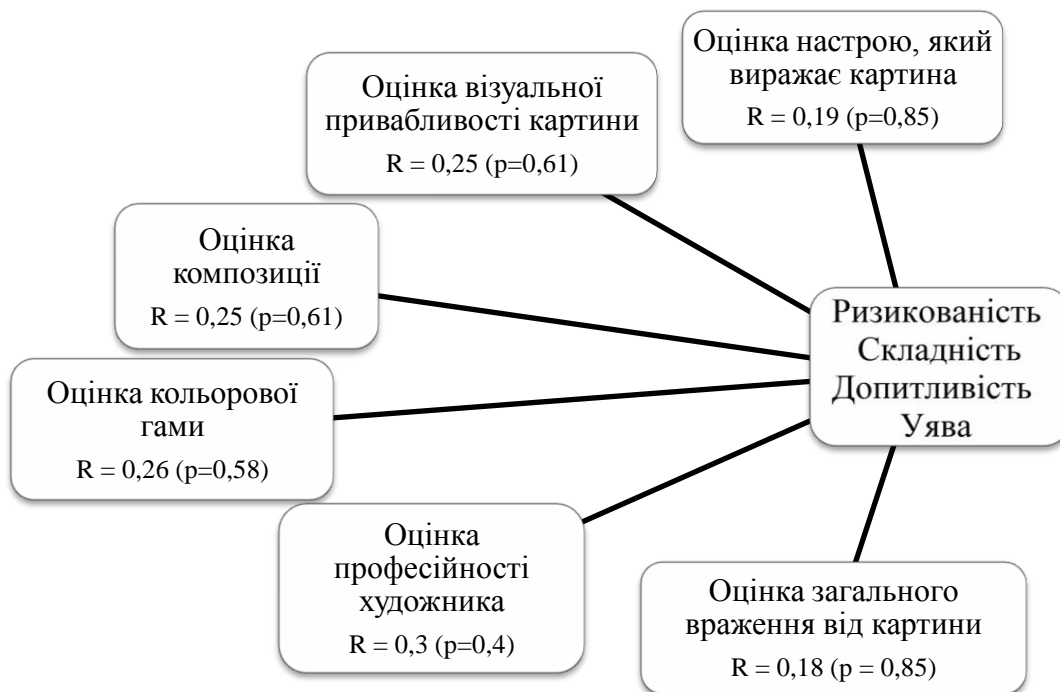 Оцінка настрою, який
виражає картина
R = 0,19 (p=0,85)
Оцінка візуальної
привабливості картини
R = 0,25 (p=0,61)
Оцінка
композиції
R = 0,25 (p=0,61)
Оцінка кольорової
гами
R = 0,26 (p=0,58)
Оцінка
професійності
художника
R = 0,3 (p=0,4)
Оцінка загального
враження від картини
R = 0,18 (p = 0,85)
Ризикованість
Складність
Допитливість
Уява